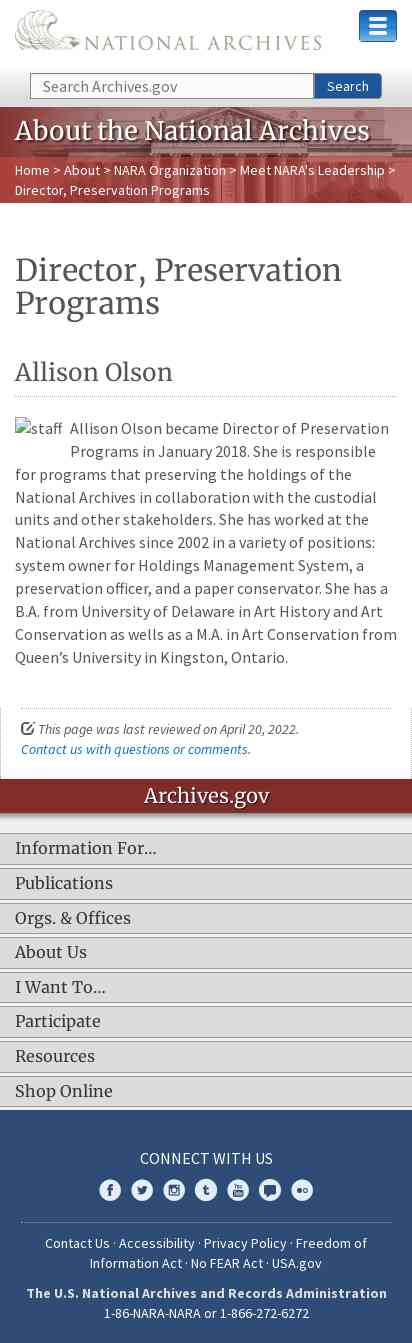 NATIONAL ARCHIVES
Search Archives.gov
Search
About the National Archives
Home > About > NARA Organization > Meet NARA's Leadership >
Director, Preservation Programs
Director, Preservation
Programs
Allison Olson
staff Allison Olson became Director of Preservation
Programs in January 2018. She is responsible
for programs that preserving the holdings of the
National Archives in collaboration with the custodial
units and other stakeholders. She has worked at the
National Archives since 2002 in a variety of positions:
system owner for Holdings Management System, a
preservation officer, and a paper conservator. She has a
B.A. from University of Delaware in Art History and Art
Conservation as wells as a M.A. in Art Conservation from
Queen’s University in Kingston, Ontario.
This page was last reviewed on April 20, 2022.
Contact us with questions or comments.
Archives.gov
Information For…
Publications
Orgs. & Offices
About Us
I Want To…
Participate
Resources
Shop Online
CONNECT WITH US
Contact Us · Accessibility · Privacy Policy · Freedom of
Information Act · No FEAR Act · USA.gov
The U.S. National Archives and Records Administration
1-86-NARA-NARA or 1-866-272-6272